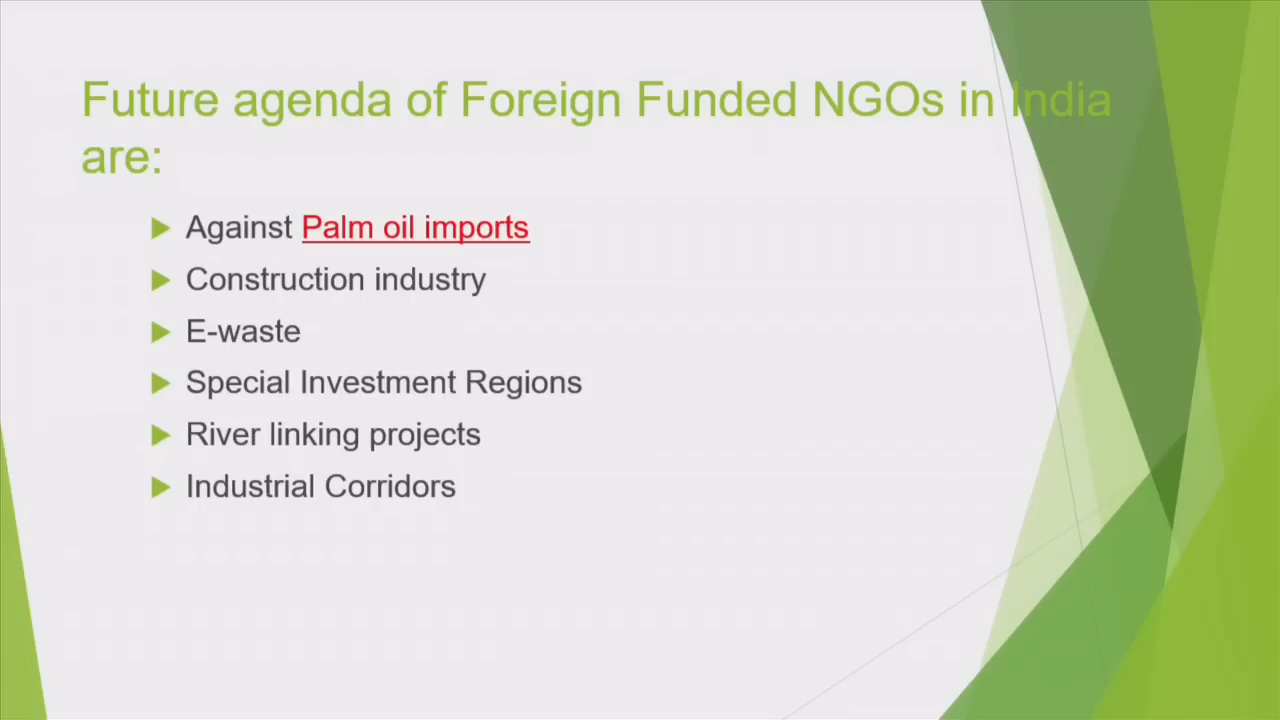 Future agenda of Foreign Funded NGOs in India
are:
Against Palm oil imports
Construction industry
E-waste
Special Investment Regions
River linking projects
Industrial Corridors